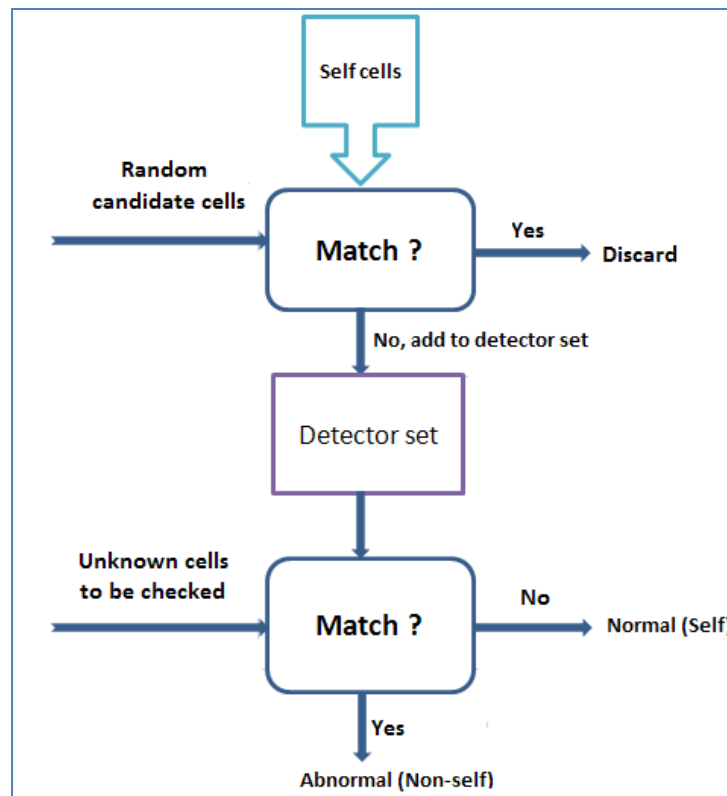 Self cells
Random
candidate cells
Match ?
Yes
Discard
No, add to detector set
Detector set
Unknown cells
to be checked
Match ?
No
Normal (Self)
Yes
Abnormal (Non-self)